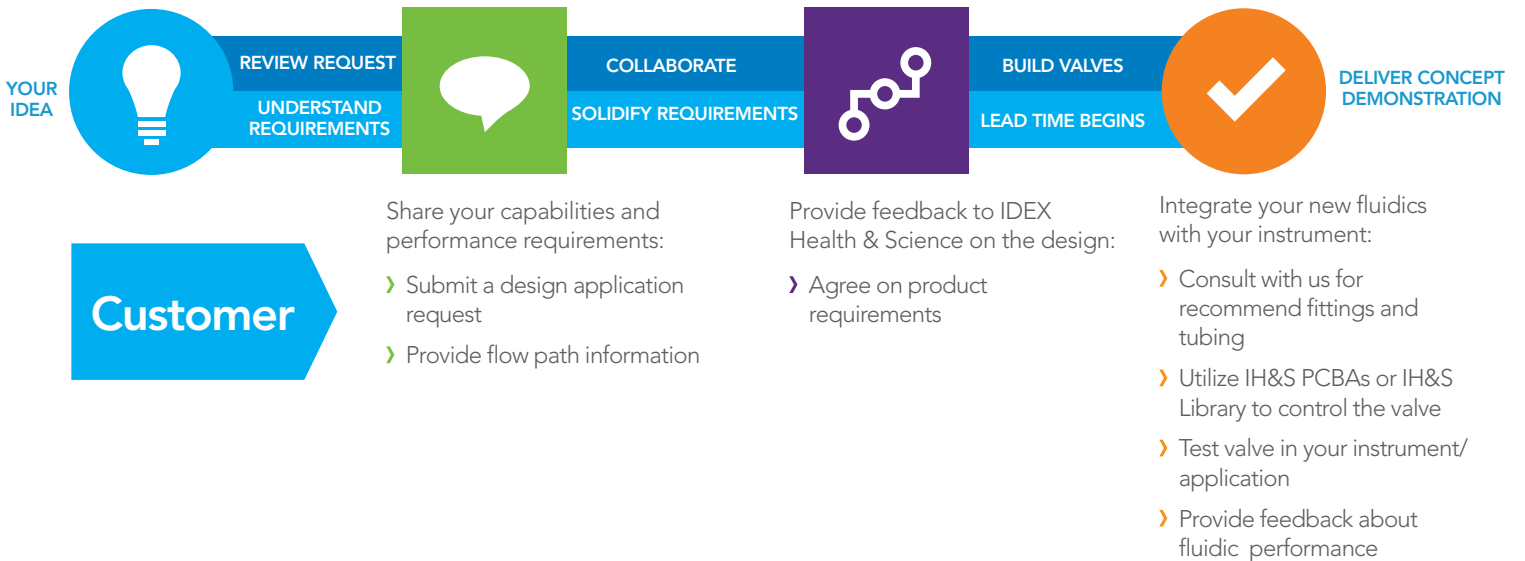 YOUR
IDEA
REVIEW REQUEST
UNDERSTAND
REQUIREMENTS
COLLABORATE
SOLIDIFY REQUIREMENTS
BUILD VALVES
LEAD TIME BEGINS
DELIVER CONCEPT
DEMONSTRATION
Customer
Share your capabilities and
performance requirements:
› Submit a design application
request
› Provide flow path information
Provide feedback to IDEX
Health & Science on the design:
› Agree on product
requirements
Integrate your new fluidics
with your instrument:
› Consult with us for
recommend fittings and
tubing
› Utilize IH&S PCBAs or IH&S
Library to control the valve
› Test valve in your instrument/
application
› Provide feedback about
fluidic performance